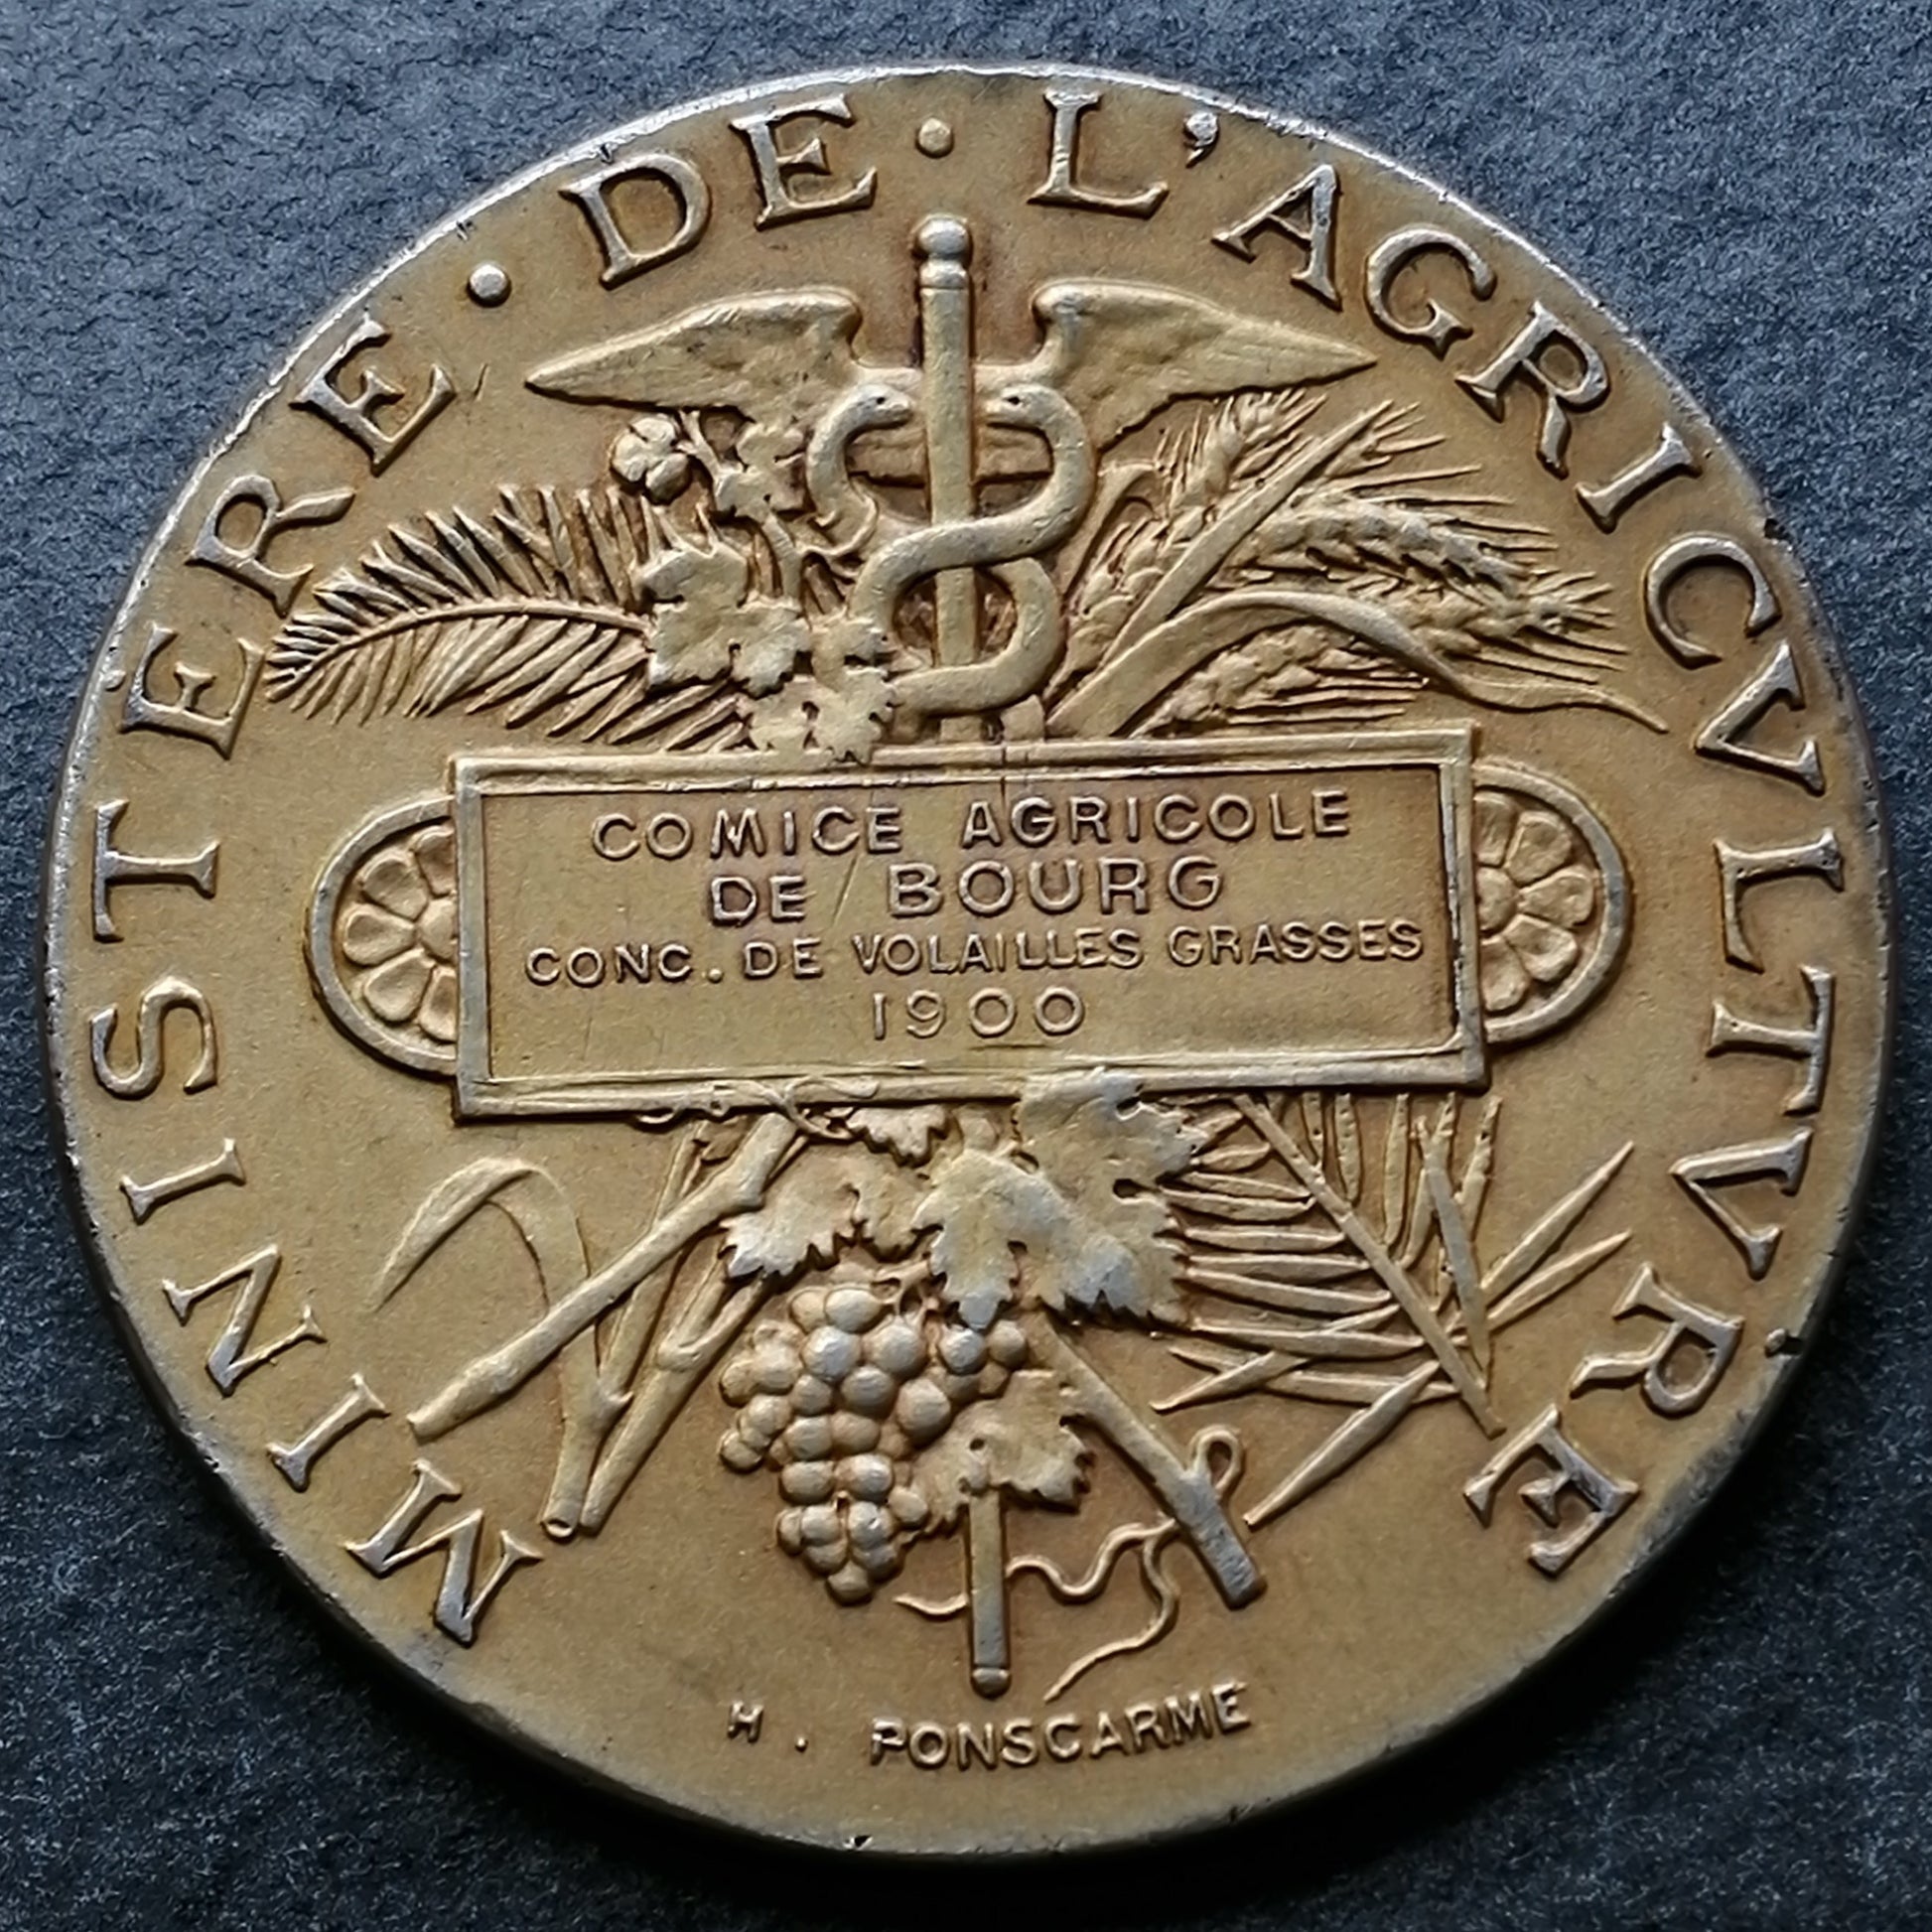 MINISTÈRE · DE · L'AGRICVLTVRE
COMICE AGRICOLE
DE BOURG
CONC. DE VOLAILLES GRASSES
1900
H. PONSCARME